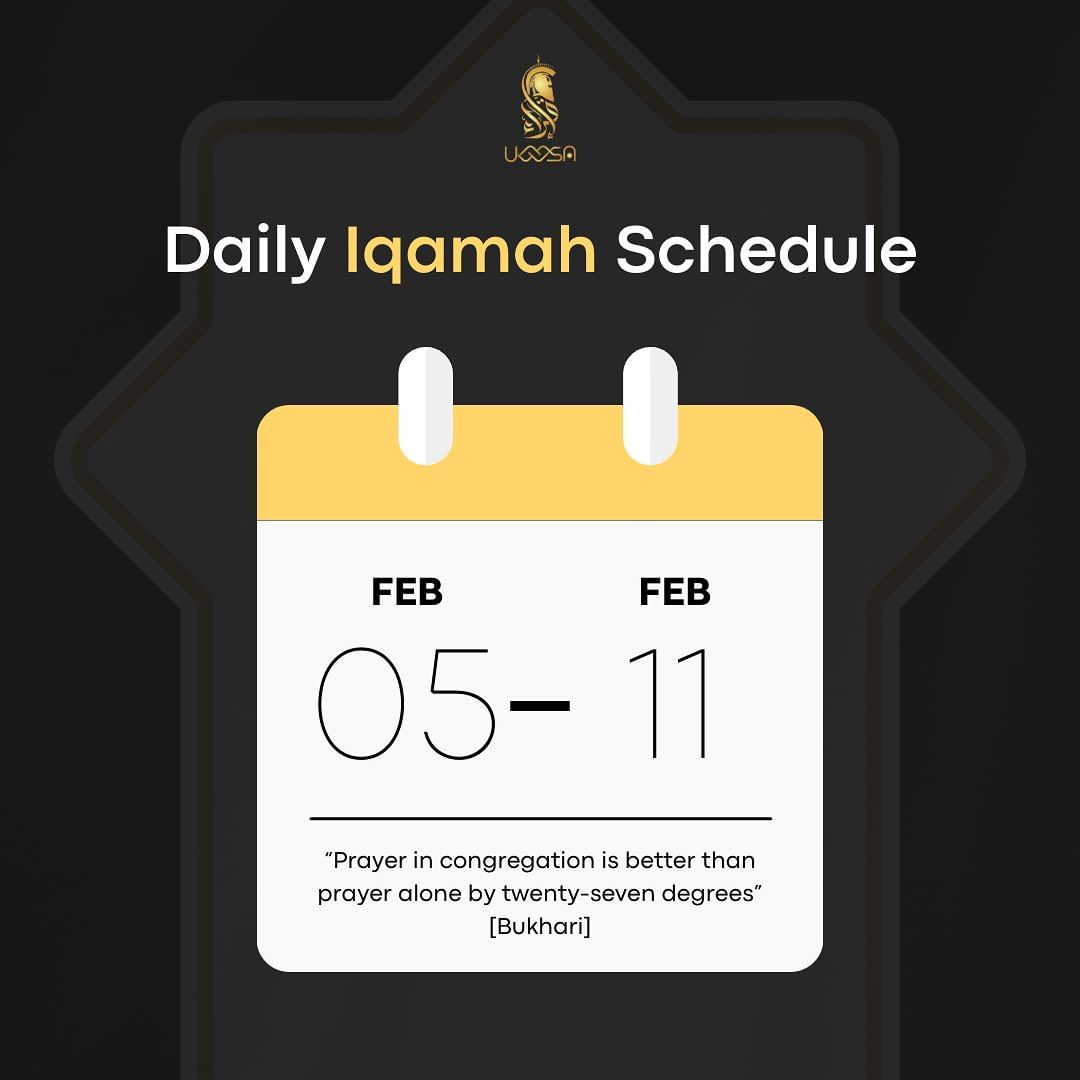 UKOOSA
Daily Iqamah Schedule
FEB FEB
05 – 11
“Prayer in congregation is better than
prayer alone by twenty-seven degrees”
[Bukhari]